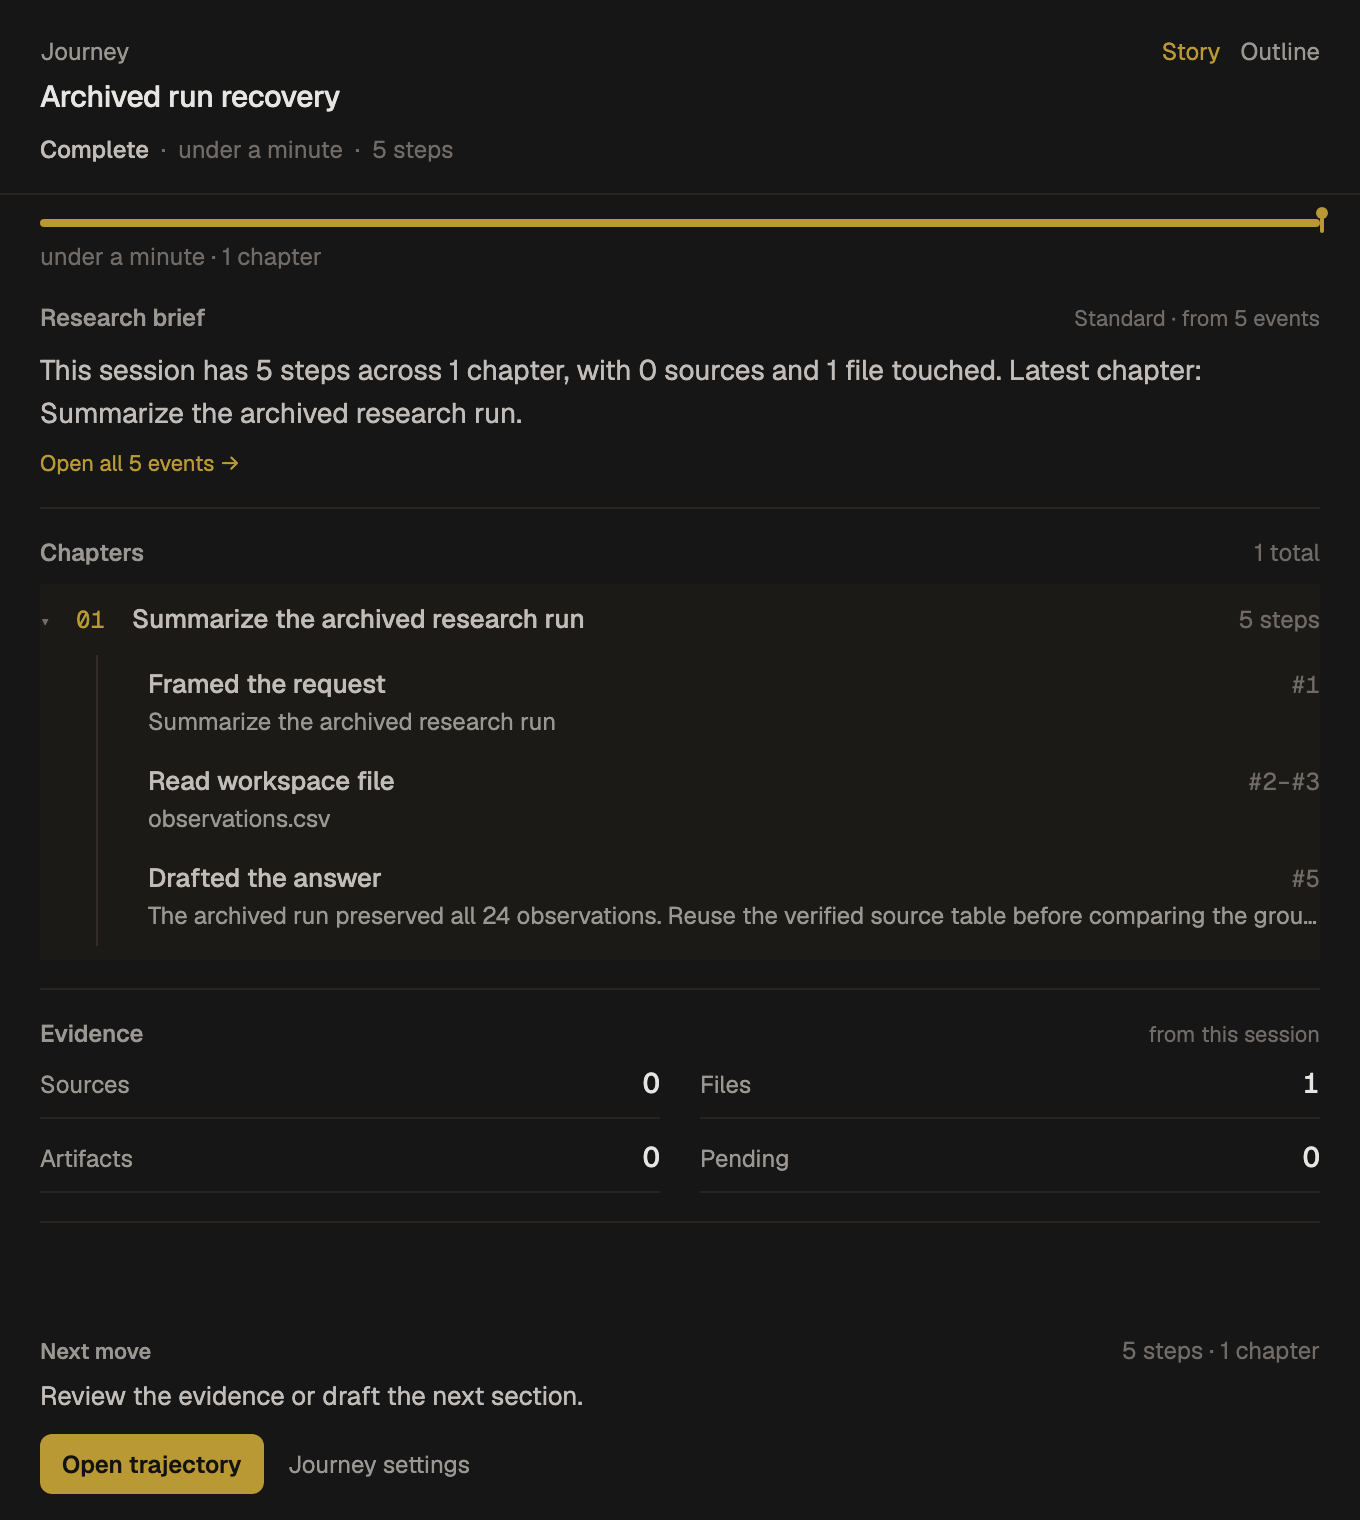 Journey
Story Outline
Archived run recovery
Complete · under a minute · 5 steps
under a minute · 1 chapter
Research brief
Standard · from 5 events
This session has 5 steps across 1 chapter, with 0 sources and 1 file touched. Latest chapter:
Summarize the archived research run.
Open all 5 events →
Chapters
1 total
01 Summarize the archived research run
5 steps
Framed the request
#1
Summarize the archived research run
Read workspace file
#2–#3
observations.csv
Drafted the answer
#5
The archived run preserved all 24 observations. Reuse the verified source table before comparing the grou…
Evidence
from this session
Sources 0
Files 1
Artifacts 0
Pending 0
Next move
5 steps · 1 chapter
Review the evidence or draft the next section.
Open trajectory
Journey settings